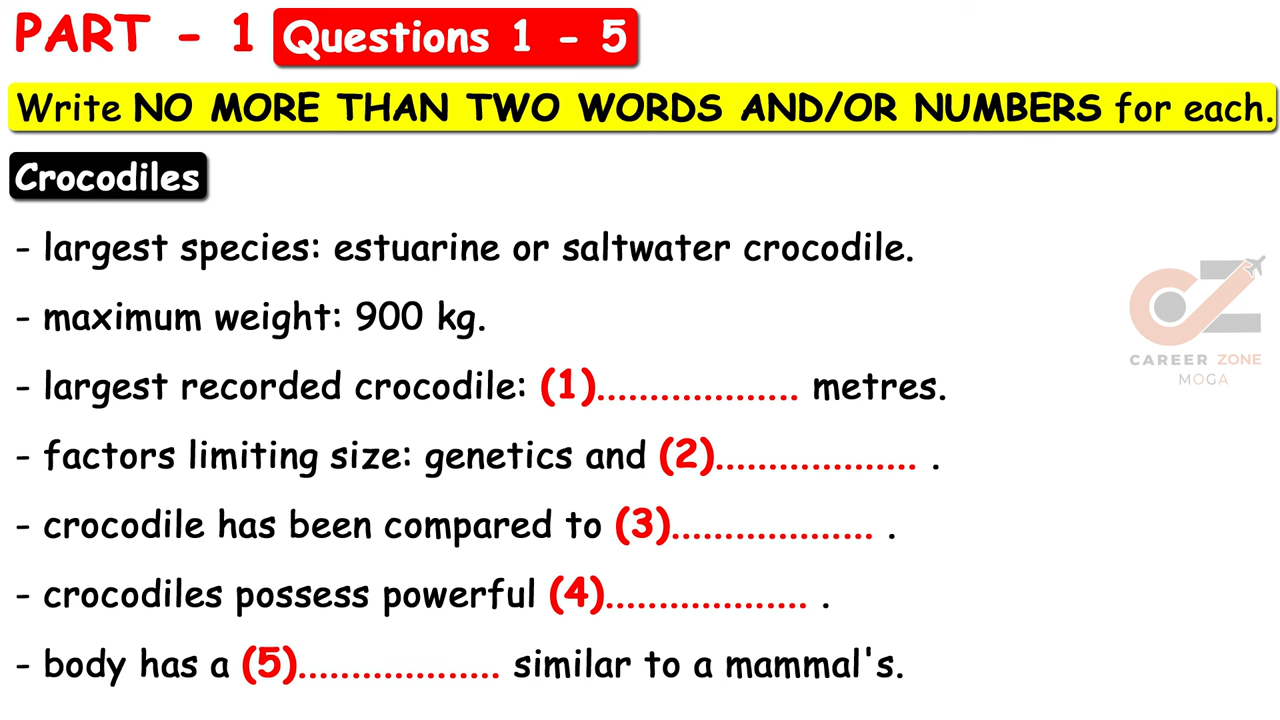 PART - 1 Questions 1 - 5
Write NO MORE THAN TWO WORDS AND/OR NUMBERS for each.
Crocodiles
- largest species: estuarine or saltwater crocodile.
- maximum weight: 900 kg.
- largest recorded crocodile: (1)................... metres.
- factors limiting size: genetics and (2)................... .
- crocodile has been compared to (3)................... .
- crocodiles possess powerful (4)................... .
- body has a (5)................... similar to a mammal's.
CAREER ZONE
MOGA